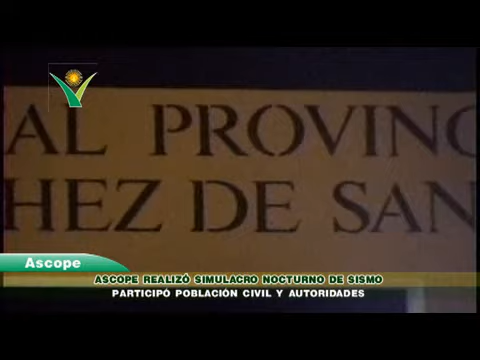 AL PROVINC
HEZ DE SAN
Ascope
ASCOPE REALIZÓ SIMULACRO NOCTURNO DE SISMO
PARTICIPÓ POBLACIÓN CIVIL Y AUTORIDADES